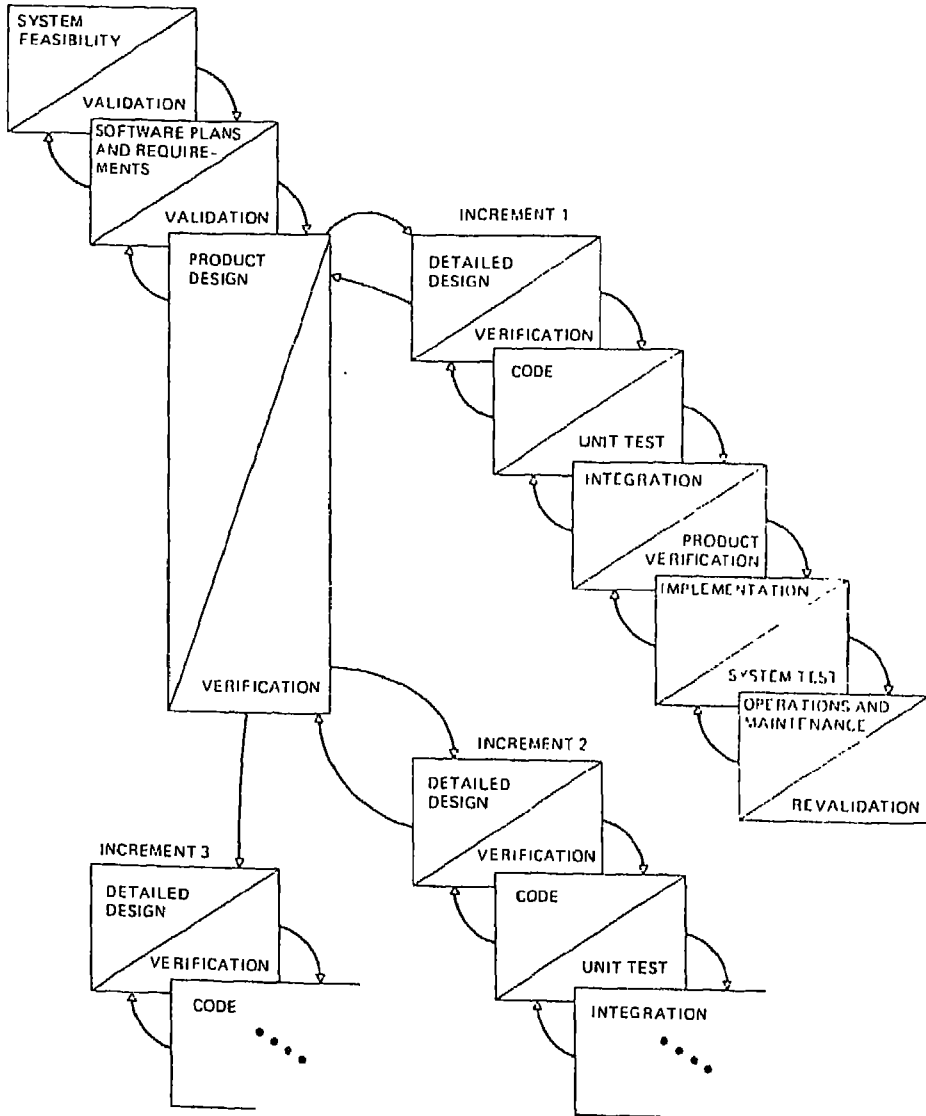 SYSTEM
FEASIBILITY
VALIDATION
SOFTWARE PLANS
AND REQUIRE-
MENTS
VALIDATION
PRODUCT
DESIGN
VERIFICATION
INCREMENT 1
DETAILED
DESIGN
VERIFICATION
CODE
UNIT TEST
INTEGRATION
PRODUCT
VERIFICATION
IMPLEMENTATION
SYSTEM TEST
OPERATIONS AND
MAINTENANCE
REVALIDATION
INCREMENT 2
DETAILED
DESIGN
VERIFICATION
CODE
UNIT TEST
INTEGRATION
INCREMENT 3
DETAILED
DESIGN
VERIFICATION
CODE